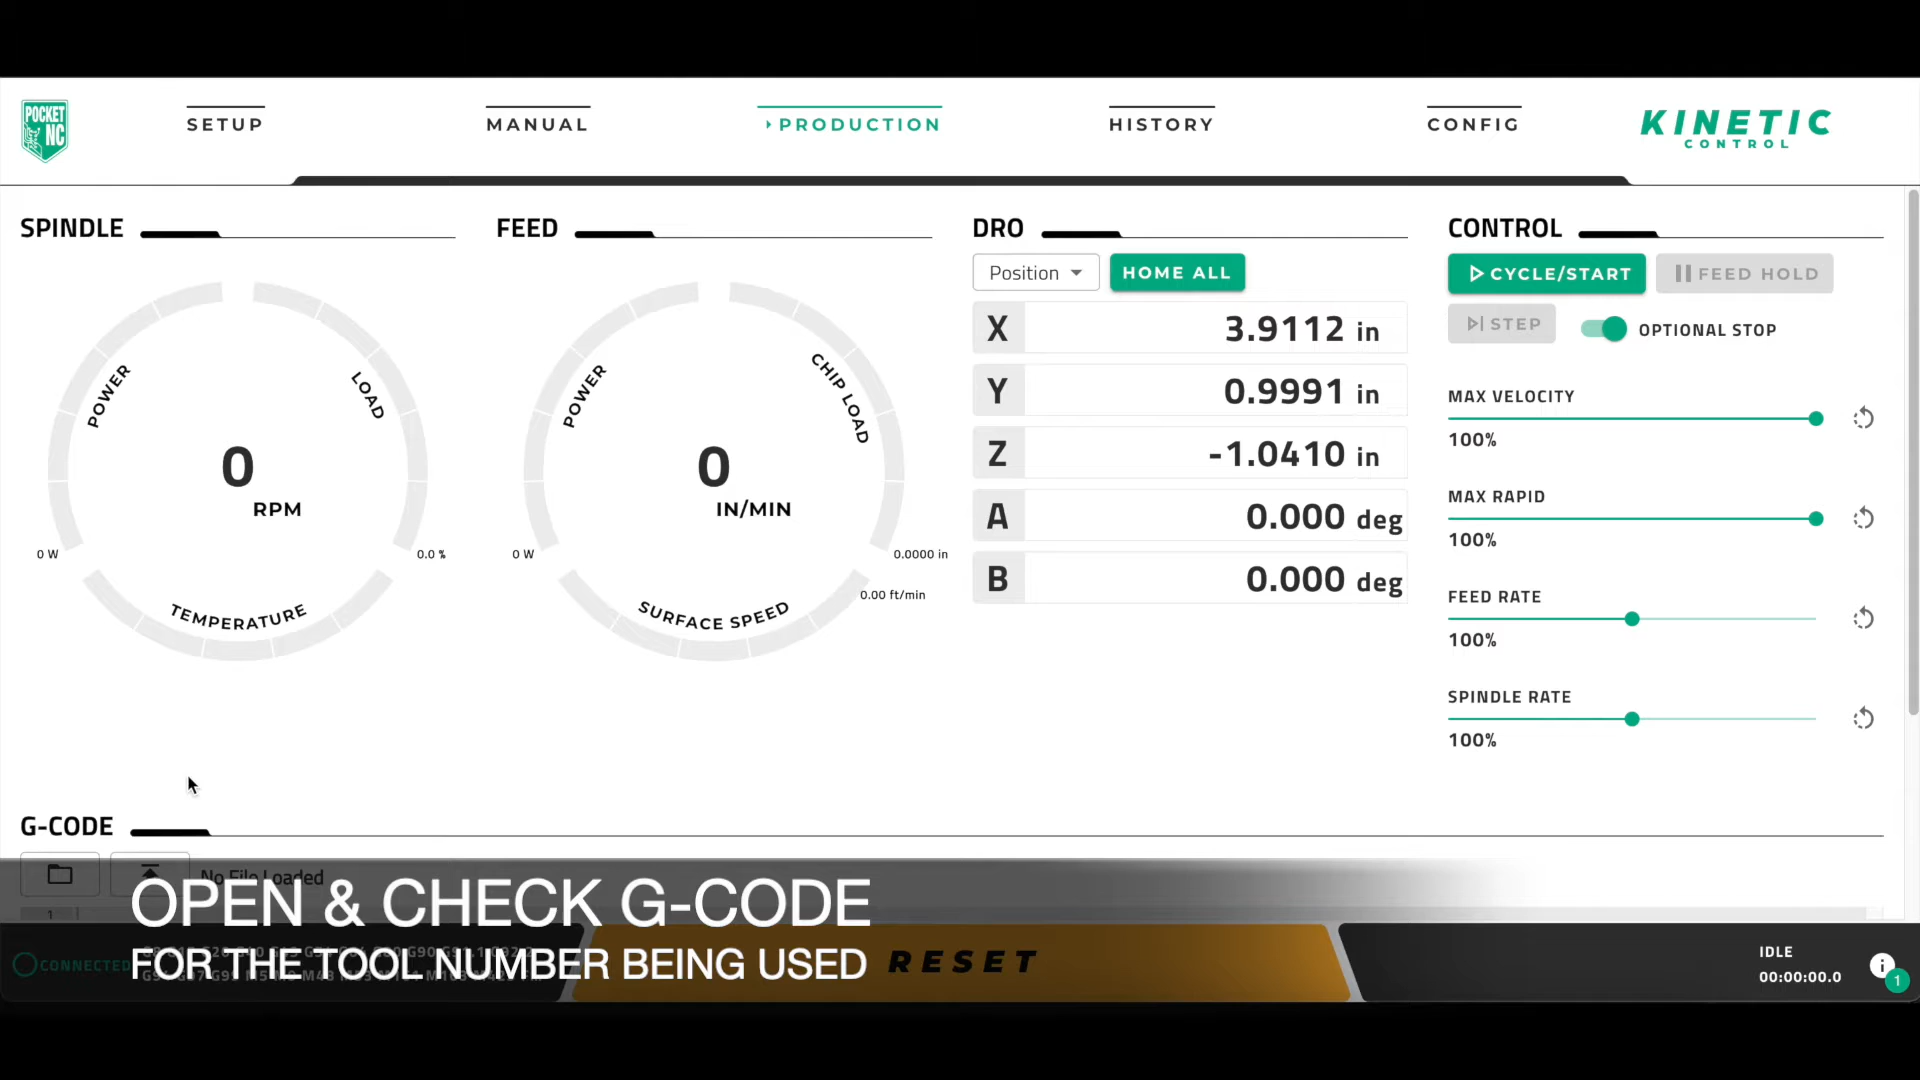 POCKET NC
SETUP
MANUAL
PRODUCTION
HISTORY
CONFIG
KINETIC
CONTROL
SPINDLE
POWER
LOAD
0
RPM
0 W
0.0 %
TEMPERATURE
FEED
POWER
CHIP LOAD
0
IN/MIN
0 W
0.0000 in
0.00 ft/min
SURFACE SPEED
DRO
Position
HOME ALL
X 3.9112 in
Y 0.9991 in
Z -1.0410 in
A 0.000 deg
B 0.000 deg
CONTROL
CYCLE/START
FEED HOLD
STEP
OPTIONAL STOP
MAX VELOCITY
100%
MAX RAPID
100%
FEED RATE
100%
SPINDLE RATE
100%
G-CODE
No File Loaded
1
OPEN & CHECK G-CODE
FOR THE TOOL NUMBER BEING USED
CONNECTED
RESET
IDLE
00:00:00.0
1